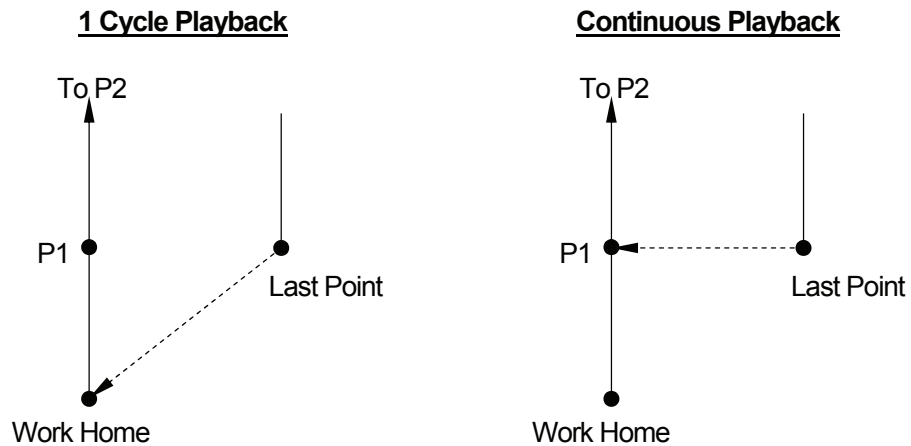 1 Cycle Playback
To P2
P1
Last Point
Work Home
Continuous Playback
To P2
P1
Last Point
Work Home